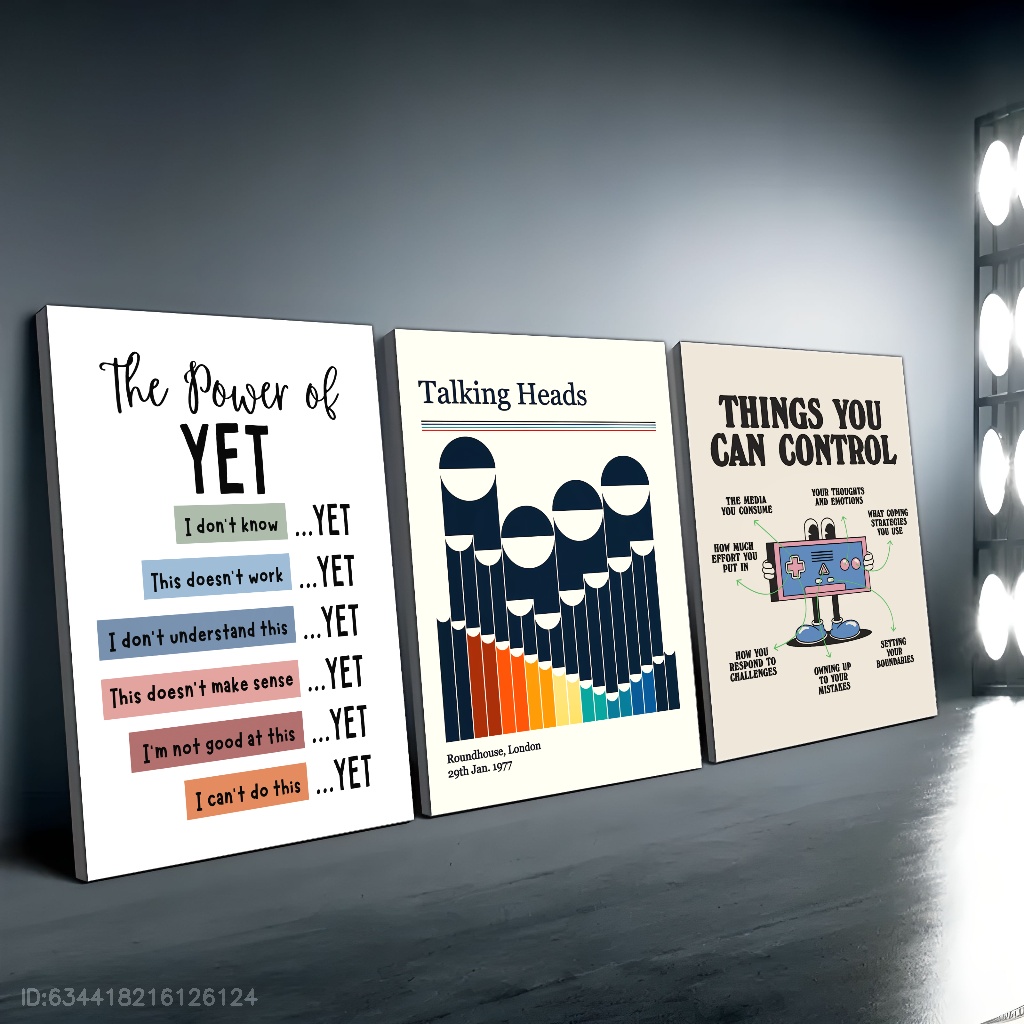 The Power of
YET
I don't know ...YET
This doesn't work ...YET
I don't understand this ...YET
This doesn't make sense ...YET
I'm not good at this ...YET
I can't do this ...YET
Talking Heads
Roundhouse, London
29th Jan. 1977
THINGS YOU
CAN CONTROL
THE MEDIA
YOU CONSUME
YOUR THOUGHTS
AND EMOTIONS
WHAT COPING
STRATEGIES
YOU USE
HOW MUCH
EFFORT YOU
PUT IN
HOW YOU
RESPOND TO
CHALLENGES
OWNING UP
TO YOUR
MISTAKES
SETTING
YOUR
BOUNDARIES
ID:634418216126124